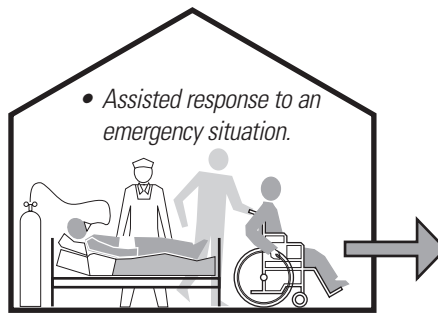 • Assisted response to an
emergency situation.